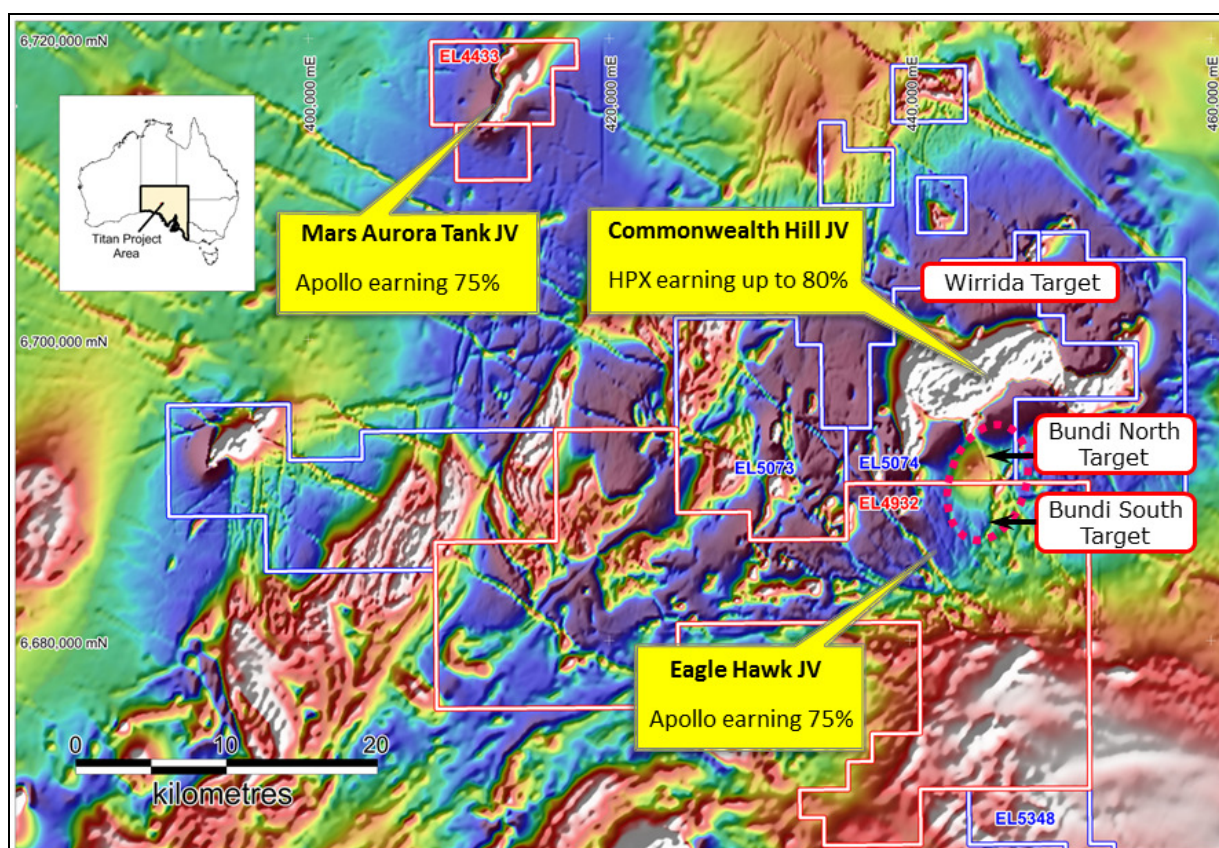 6,720,000 mN
EL4433
400,000 mE
420,000 mE
440,000 mE
460,000
Titan Project
Area
Mars Aurora Tank JV
Apollo earning 75%
Commonwealth Hill JV
HPX earning up to 80%
Wirrida Target
6,700,000 mN
Bundi North
Target
EL5073
EL5074
EL4932
Bundi South
Target
6,680,000 mN
Eagle Hawk JV
Apollo earning 75%
0 10 20
kilometres
EL5348